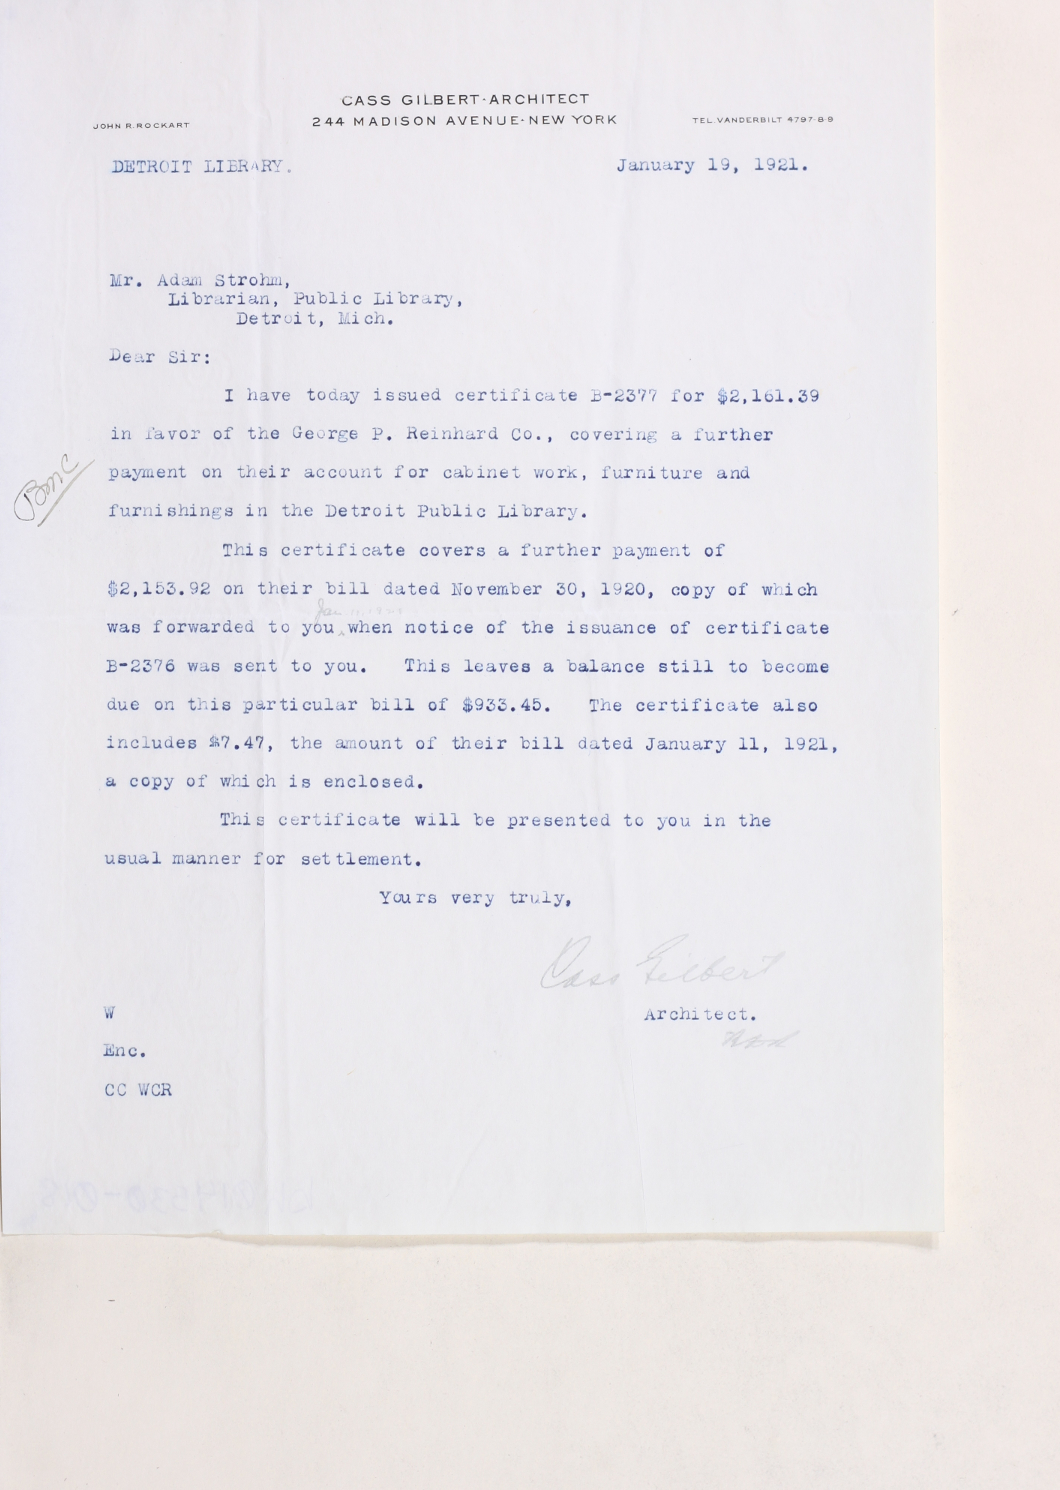 CASS GILBERT·ARCHITECT
244 MADISON AVENUE·NEW YORK
JOHN R. ROCKART
TEL. VANDERBILT 4797-8-9
DETROIT LIBRARY.
January 19, 1921.
Mr. Adam Strohm,
Librarian, Public Library,
Detroit, Mich.
Dear Sir:
I have today issued certificate B-2377 for $2,161.39
in favor of the George P. Reinhard Co., covering a further
BMC
payment on their account for cabinet work, furniture and
furnishings in the Detroit Public Library.
This certificate covers a further payment of
$2,153.92 on their bill dated November 30, 1920, copy of which
Jan 11, 1921
was forwarded to you when notice of the issuance of certificate
B-2376 was sent to you. This leaves a balance still to become
due on this particular bill of $933.45. The certificate also
includes $7.47, the amount of their bill dated January 11, 1921,
a copy of which is enclosed.
This certificate will be presented to you in the
usual manner for settlement.
Yours very truly,
Cass Gilbert
Architect.
W
Enc.
CC WCR